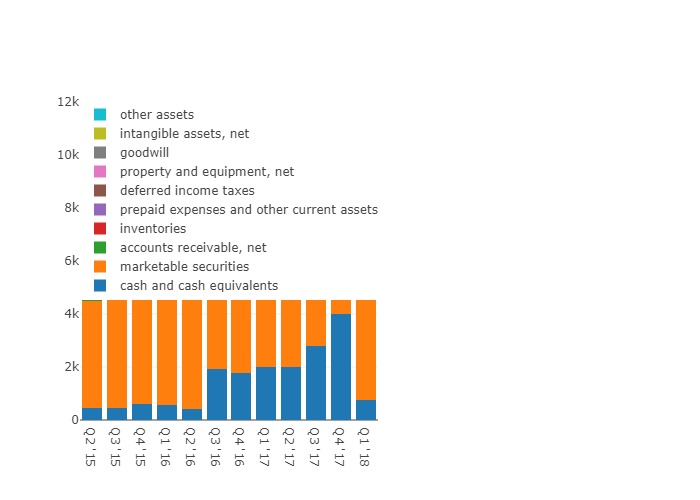 12k
10k
8k
6k
4k
2k
0
other assets
intangible assets, net
goodwill
property and equipment, net
deferred income taxes
prepaid expenses and other current assets
inventories
accounts receivable, net
marketable securities
cash and cash equivalents
Q2 '15
Q3 '15
Q4 '15
Q1 '16
Q2 '16
Q3 '16
Q4 '16
Q1 '17
Q2 '17
Q3 '17
Q4 '17
Q1 '18